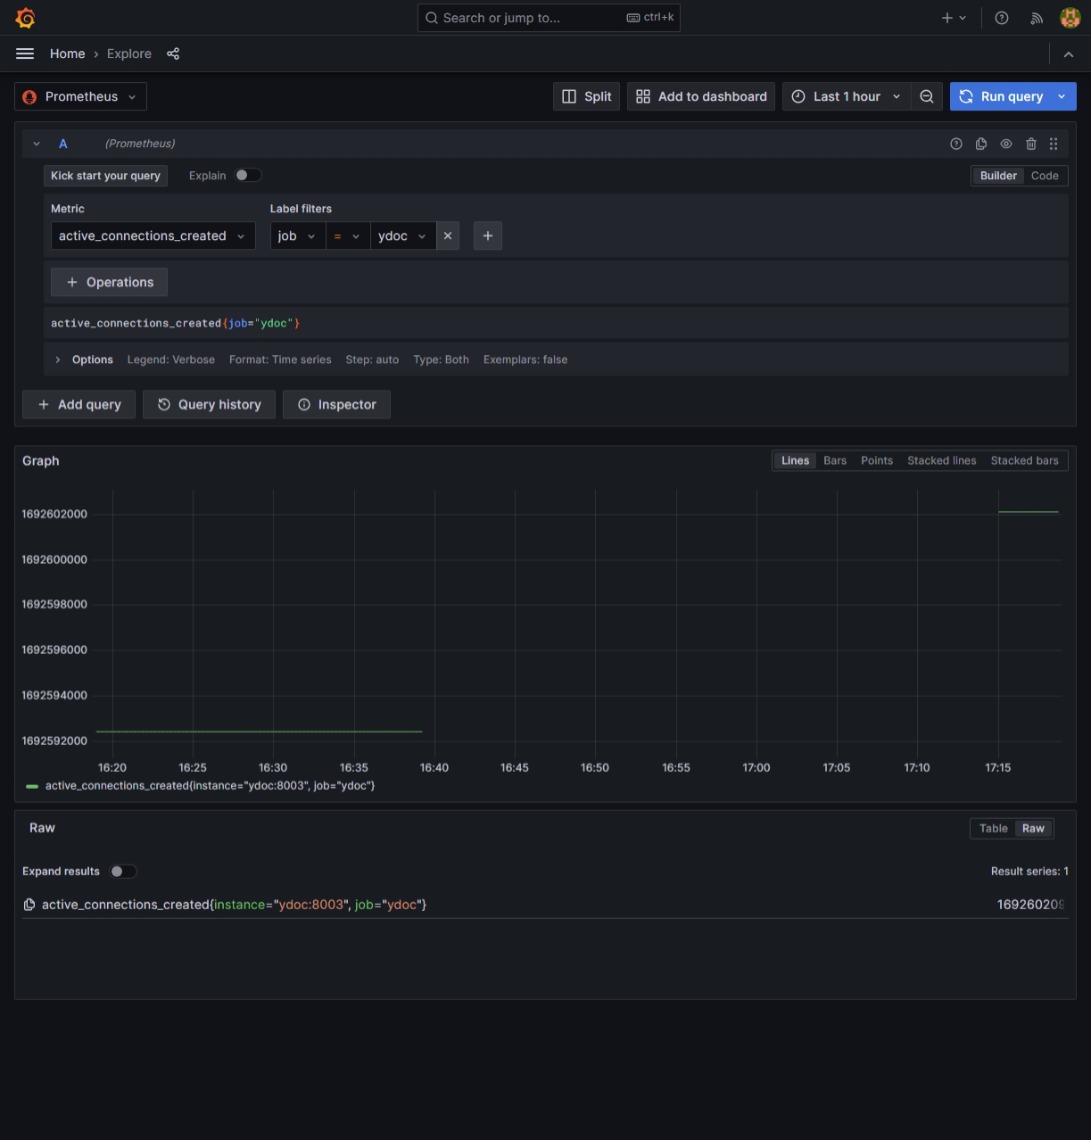 Search or jump to... ctrl+k
Home › Explore
Prometheus Split Add to dashboard Last 1 hour Run query
A (Prometheus)
Kick start your query Explain Builder Code
Metric Label filters
active_connections_created job = ydoc
+ Operations
active_connections_created{job="ydoc"}
Options Legend: Verbose Format: Time series Step: auto Type: Both Exemplars: false
+ Add query Query history Inspector
Graph Lines Bars Points Stacked lines Stacked bars
1692602000
1692600000
1692598000
1692596000
1692594000
1692592000
16:20 16:25 16:30 16:35 16:40 16:45 16:50 16:55 17:00 17:05 17:10 17:15
active_connections_created{instance="ydoc:8003", job="ydoc"}
Raw Table Raw
Expand results Result series: 1
active_connections_created{instance="ydoc:8003", job="ydoc"} 169260209